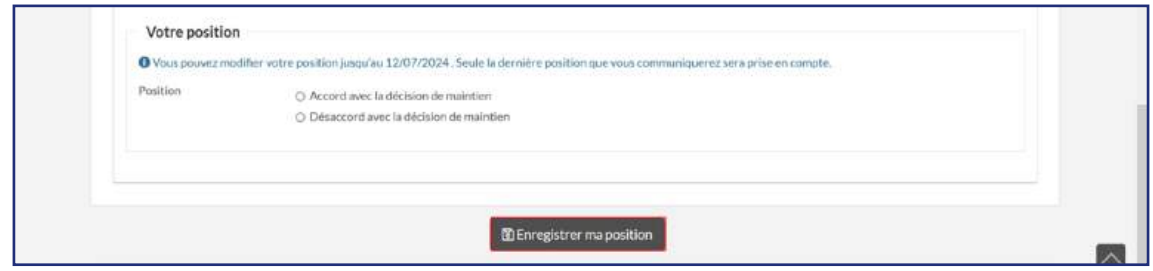 Votre position
Vous pouvez modifier votre position jusqu'au 12/07/2024. Seule la dernière position que vous communiquerez sera prise en compte.
Position
Accord avec la décision de maintien
Désaccord avec la décision de maintien
Enregistrer ma position